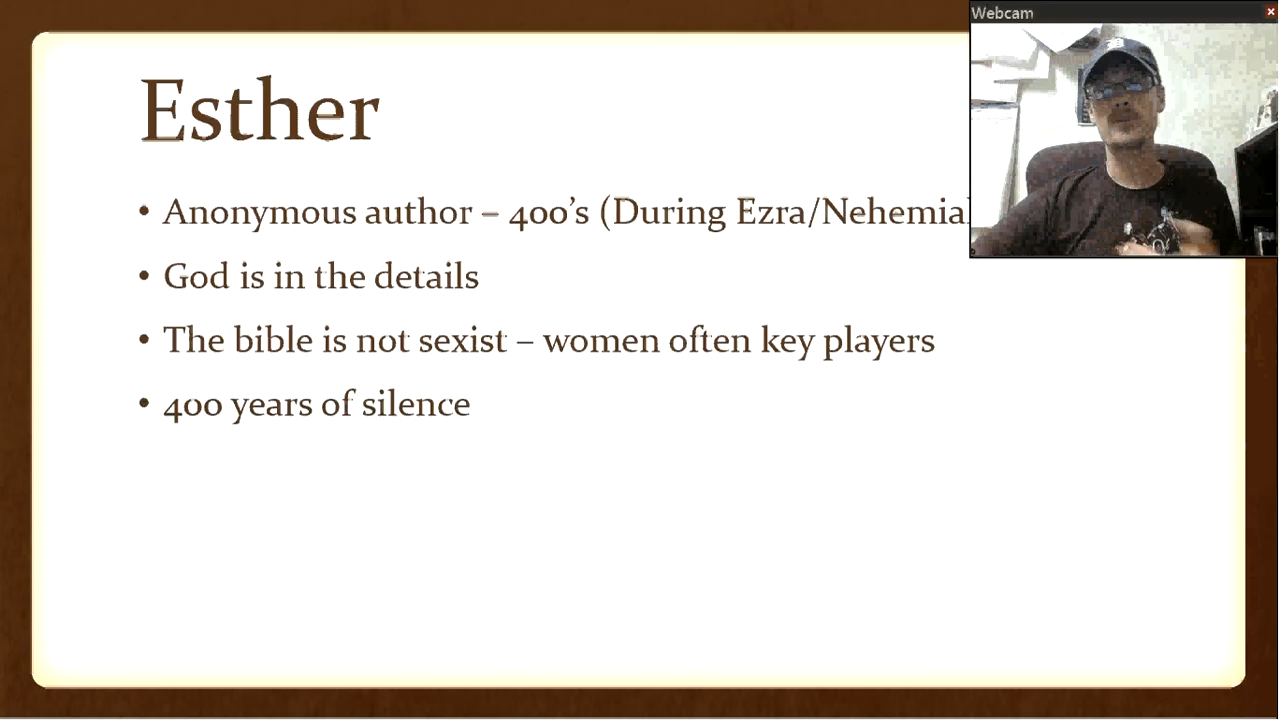 Webcam
Esther
• Anonymous author – 400's (During Ezra/Nehemia
• God is in the details
• The bible is not sexist – women often key players
• 400 years of silence